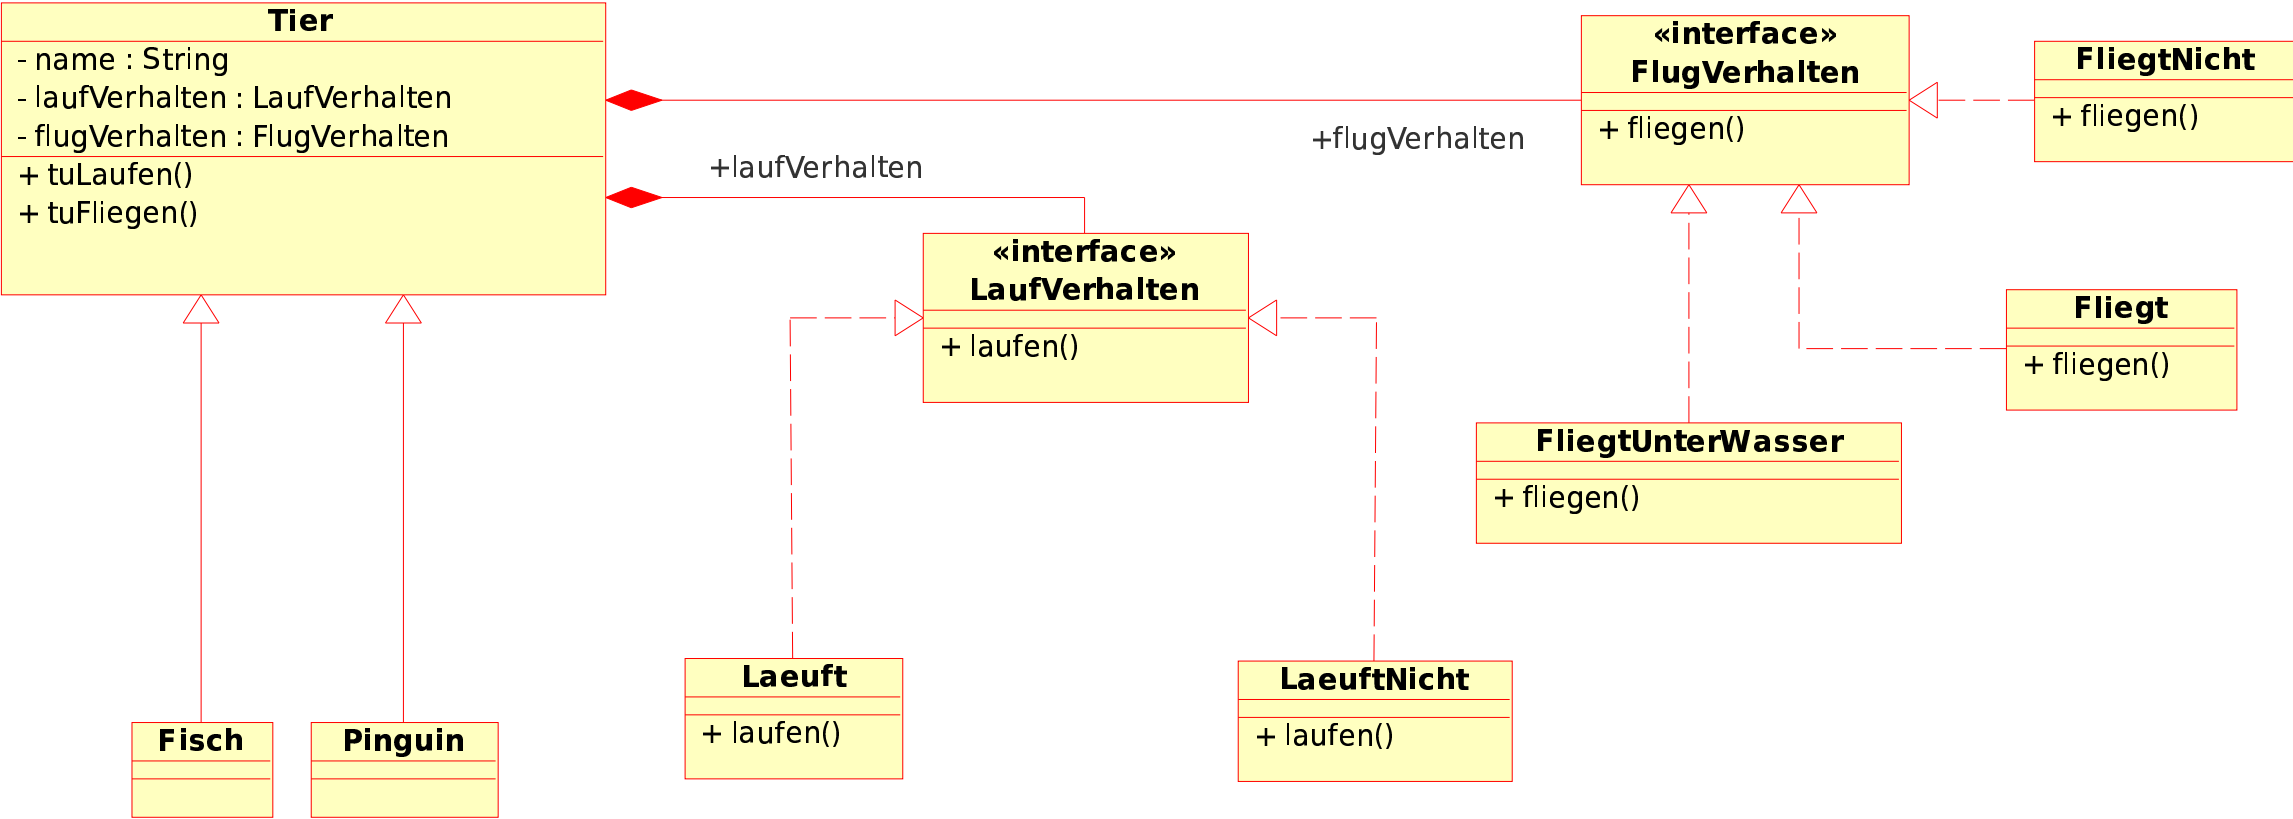 Tier
- name : String
- laufVerhalten : LaufVerhalten
- flugVerhalten : FlugVerhalten
+ tuLaufen()
+ tuFliegen()
+flugVerhalten
+laufVerhalten
«interface»
FlugVerhalten
+ fliegen()
FliegtNicht
+ fliegen()
«interface»
LaufVerhalten
+ laufen()
Fliegt
+ fliegen()
FliegtUnterWasser
+ fliegen()
Laeuft
+ laufen()
LaeuftNicht
+ laufen()
Fisch
Pinguin